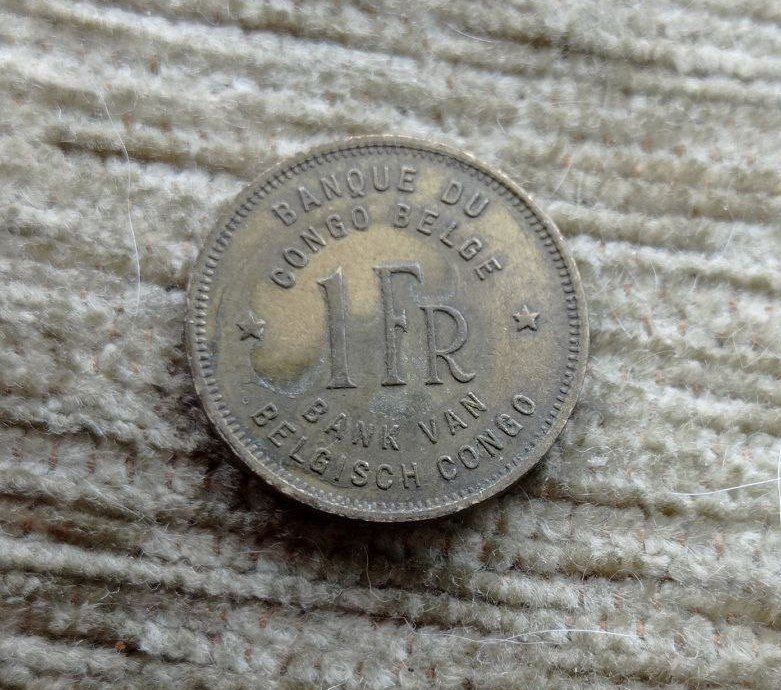 BANQUE DU
CONGO BELGE
1 FR
BANK VAN
BELGISCH CONGO